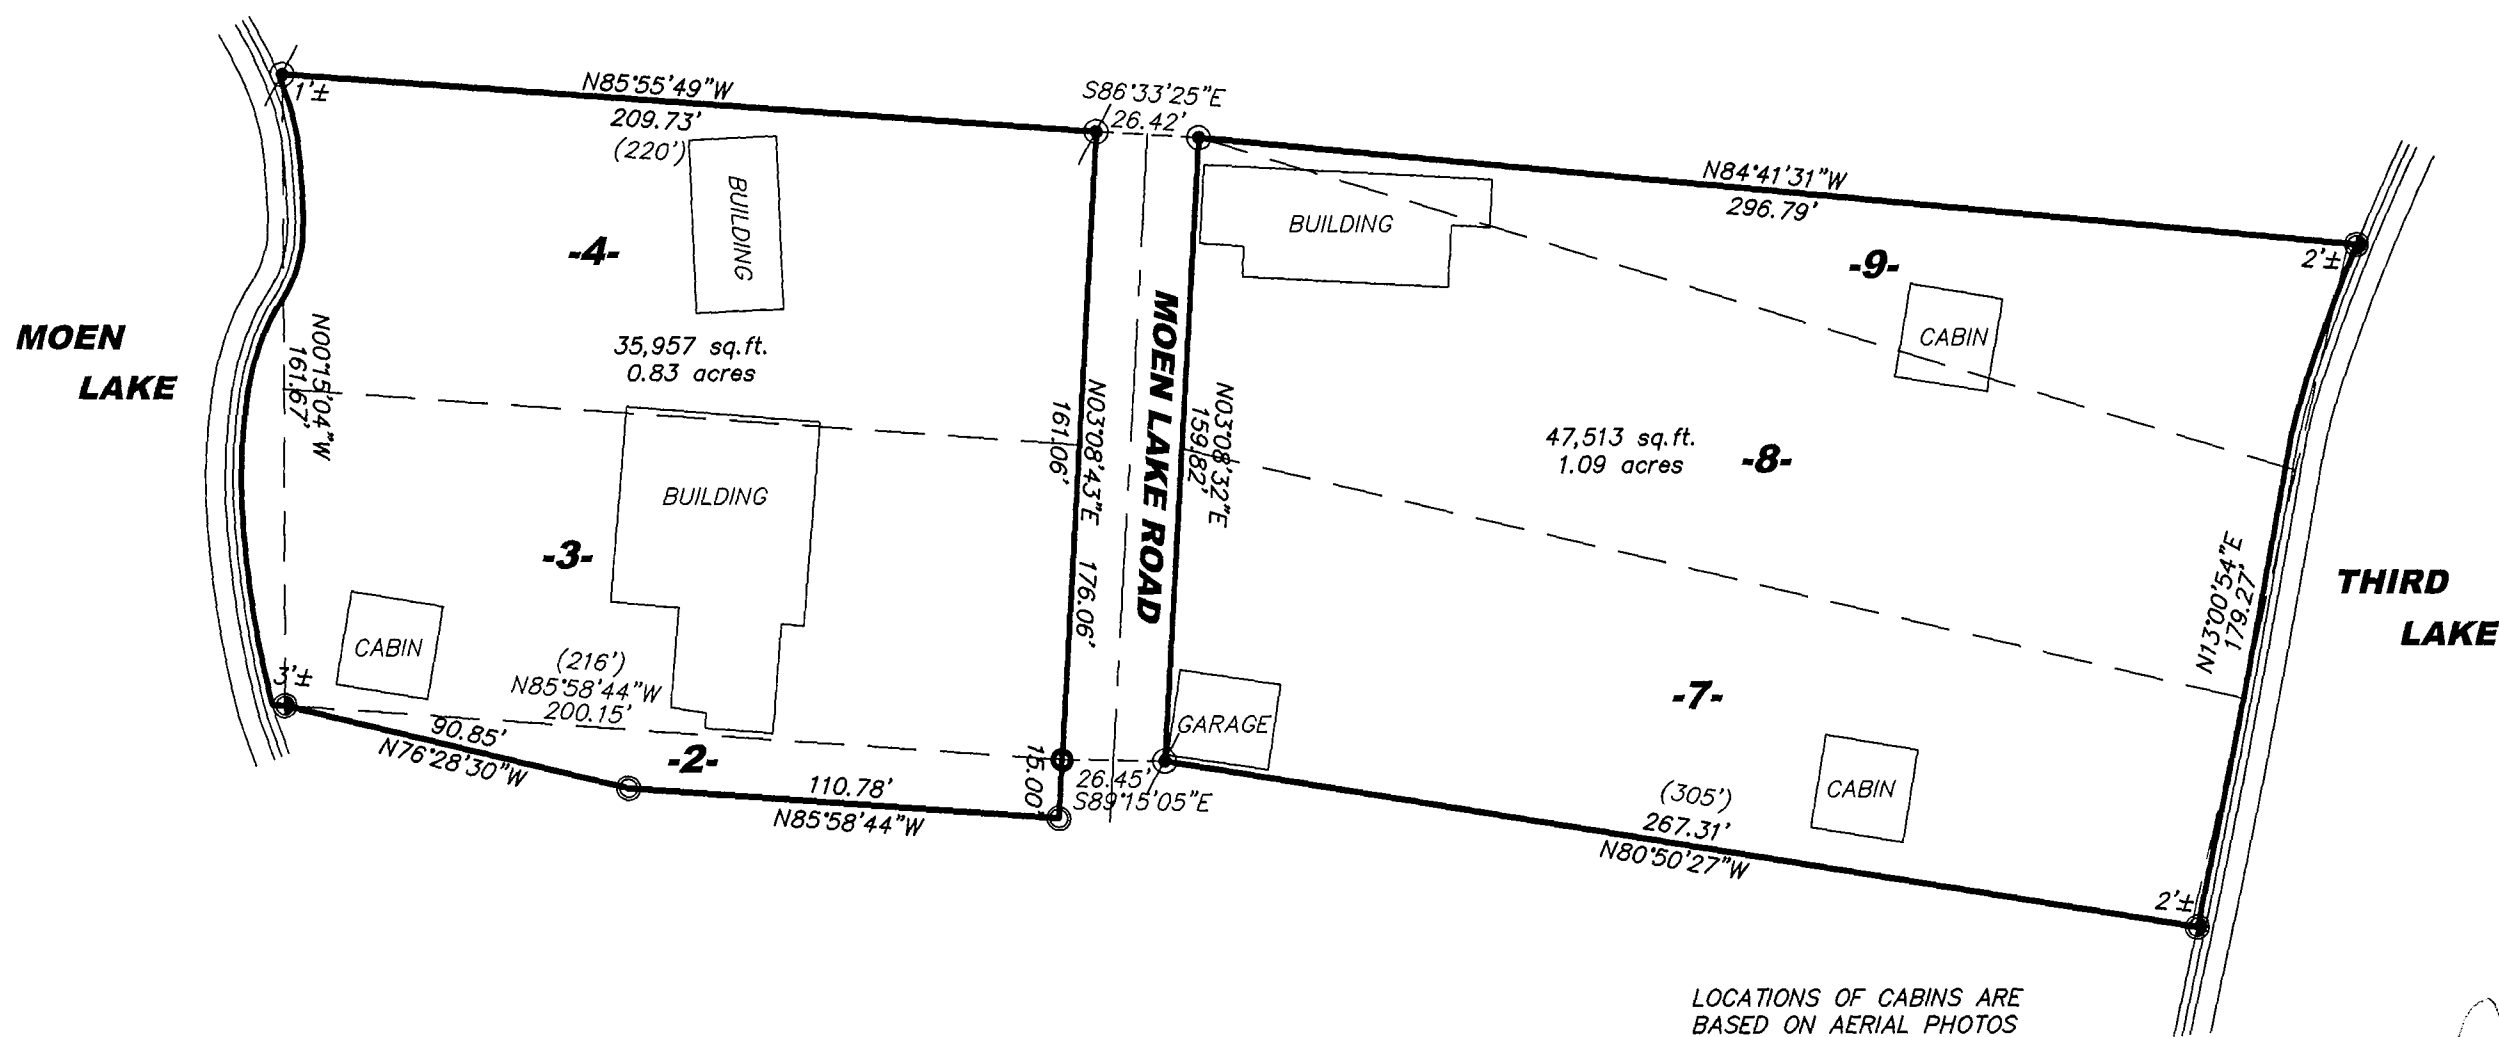 N85°55'49"W
209.73'
(220')
1'±
S86°33'25"E
26.42'
N84°41'31"W
296.79'
2'±
BUILDING
-4-
BUILDING
-9-
CABIN
MOEN
LAKE
35,957 sq.ft.
0.83 acres
N00°15'04"W
161.67'
N03°08'43"E 176.06'
161.06'
MOEN LAKE ROAD
N03°08'32"E
159.82'
47,513 sq.ft.
1.09 acres
-8-
BUILDING
-3-
CABIN
3'±
(216')
N85°58'44"W
200.15'
90.85'
N76°28'30"W
-2-
110.78'
N85°58'44"W
15.00'
26.45'
S89°15'05"E
GARAGE
-7-
(305')
267.31'
N80°50'27"W
CABIN
2'±
N13°00'54"E
179.27'
THIRD
LAKE
LOCATIONS OF CABINS ARE
BASED ON AERIAL PHOTOS